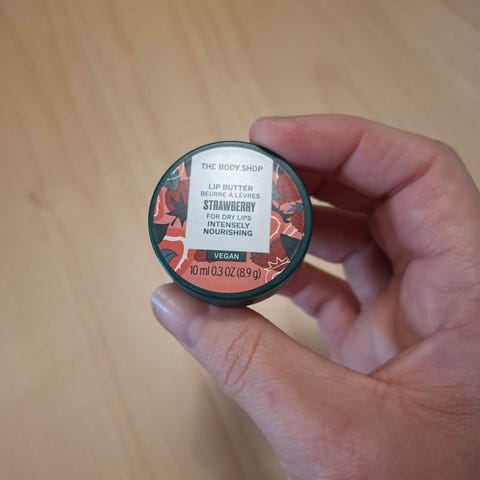 THE BODY SHOP
LIP BUTTER
BEURRE À LÈVRES
STRAWBERRY
FOR DRY LIPS
INTENSELY
NOURISHING
VEGAN
10 ml 0.3 OZ (8.9 g)